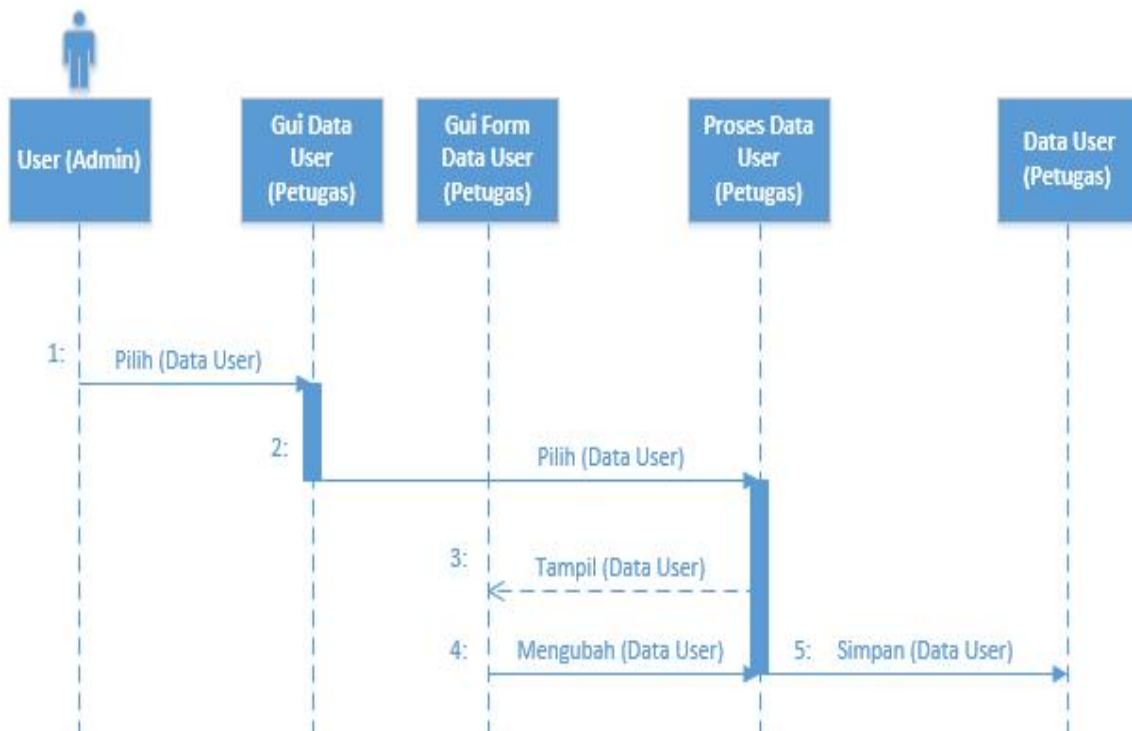 User (Admin)
Gui Data
User
(Petugas)
Gui Form
Data User
(Petugas)
Proses Data
User
(Petugas)
Data User
(Petugas)
1:
Pilih (Data User)
2:
Pilih (Data User)
3:
Tampil (Data User)
4:
Mengubah (Data User)
5:
Simpan (Data User)